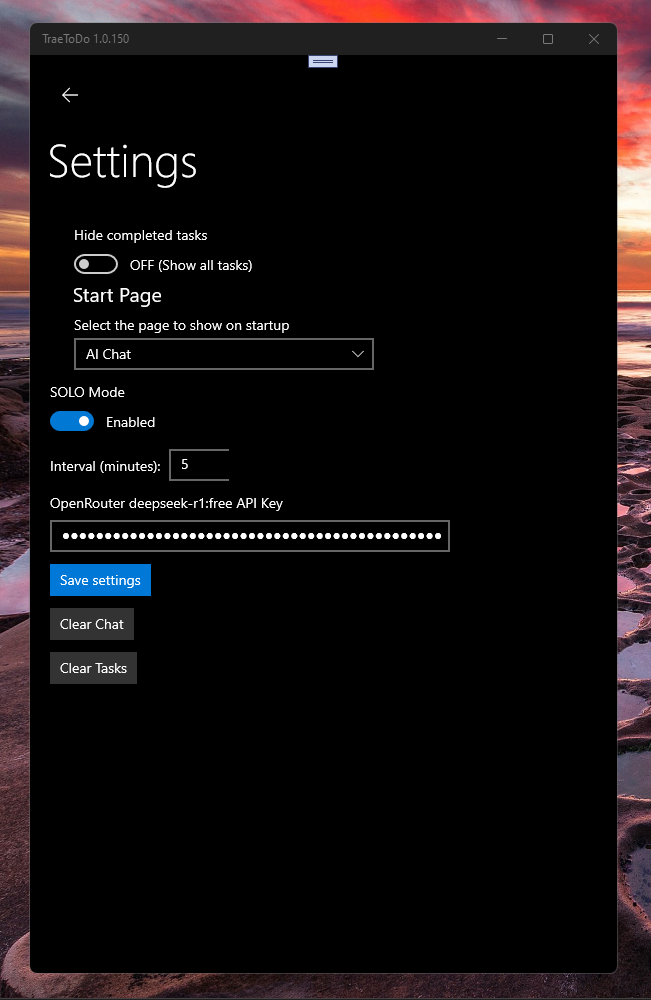 TraeToDo 1.0.150
Settings
Hide completed tasks
OFF (Show all tasks)
Start Page
Select the page to show on startup
AI Chat
SOLO Mode
Enabled
Interval (minutes): 5
OpenRouter deepseek-r1:free API Key
Save settings
Clear Chat
Clear Tasks